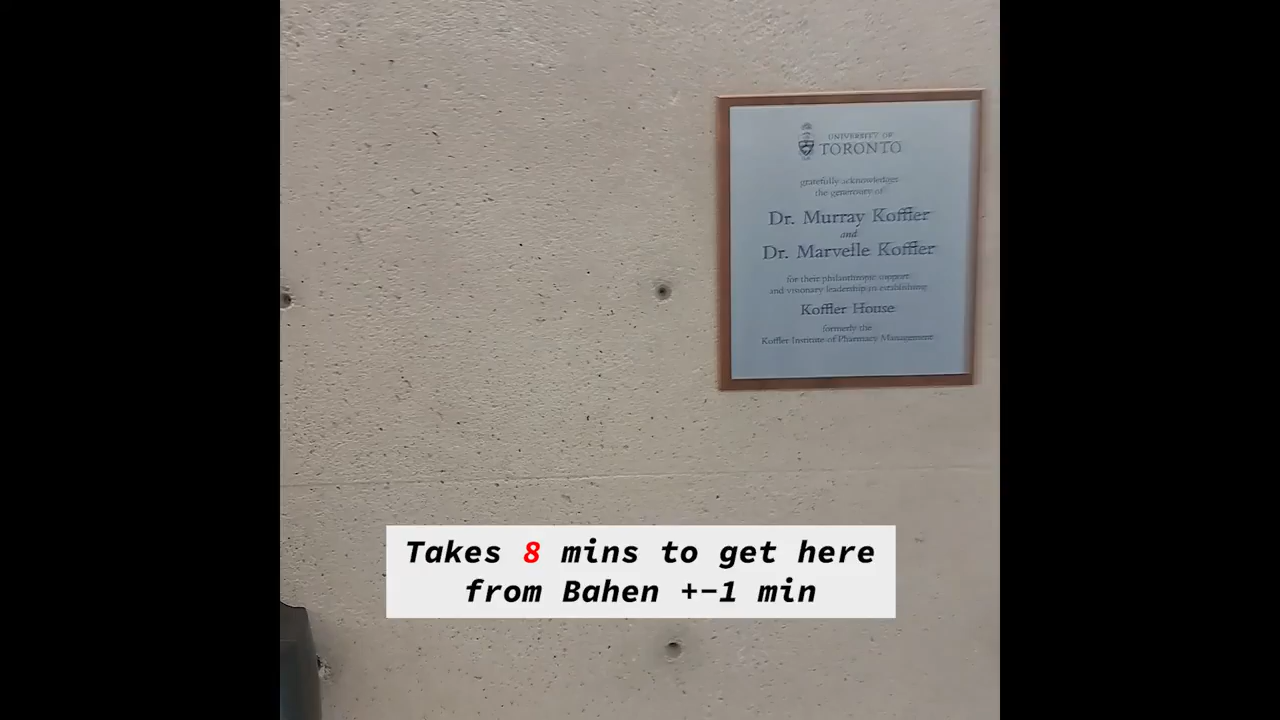 UNIVERSITY OF
TORONTO
gratefully acknowledges
the generosity of
Dr. Murray Koffler
and
Dr. Marvelle Koffler
for their philanthropic support
and visionary leadership in establishing
Koffler House
formerly the
Koffler Institute of Pharmacy Management
Takes 8 mins to get here
from Bahen +-1 min